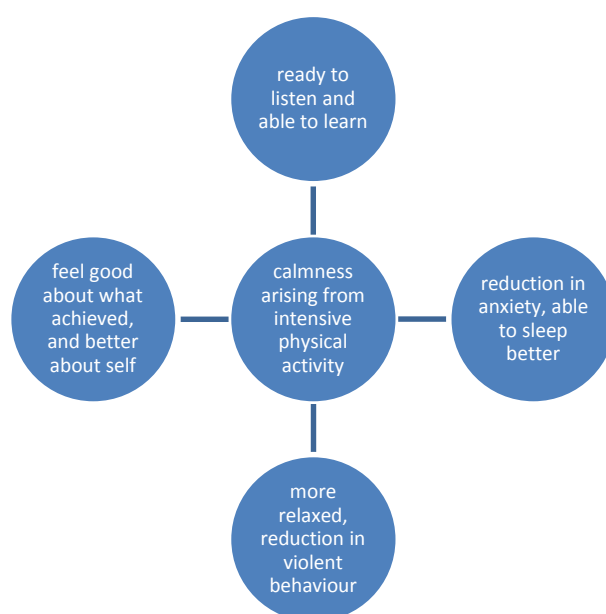 ready to
listen and
able to learn
feel good
about what
achieved,
and better
about self
calmness
arising from
intensive
physical
activity
reduction in
anxiety, able
to sleep
better
more
relaxed,
reduction in
violent
behaviour